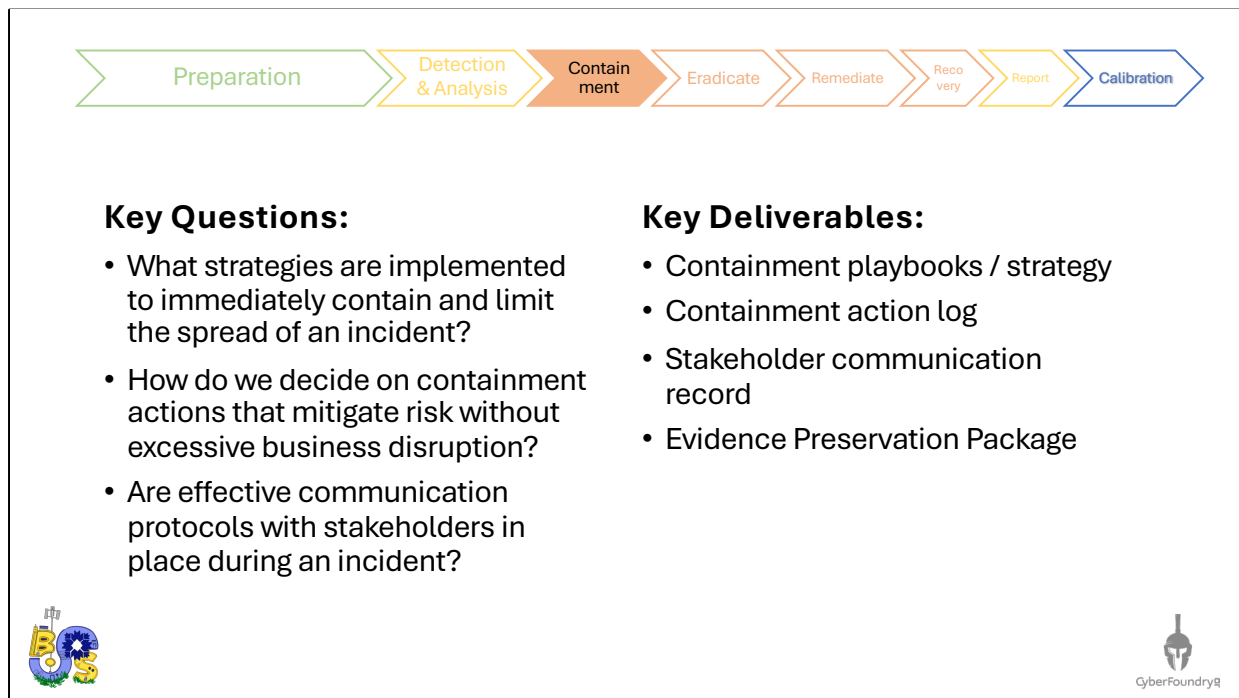 Preparation
Detection
& Analysis
Contain
ment
Eradicate
Remediate
Reco
very
Report
Calibration
Key Questions:
• What strategies are implemented
to immediately contain and limit
the spread of an incident?
• How do we decide on containment
actions that mitigate risk without
excessive business disruption?
• Are effective communication
protocols with stakeholders in
place during an incident?
Key Deliverables:
• Containment playbooks / strategy
• Containment action log
• Stakeholder communication
record
• Evidence Preservation Package
CyberFoundry